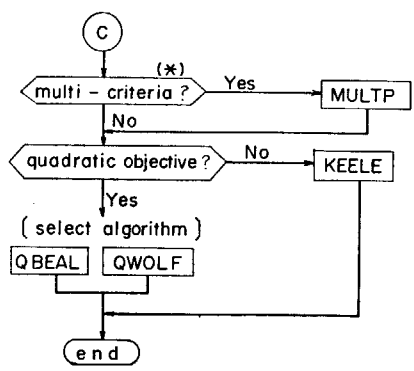 C
(*)
multi - criteria ?
Yes
MULTP
No
quadratic objective ?
No
KEELE
Yes
(select algorithm)
QBEAL
QWOLF
end